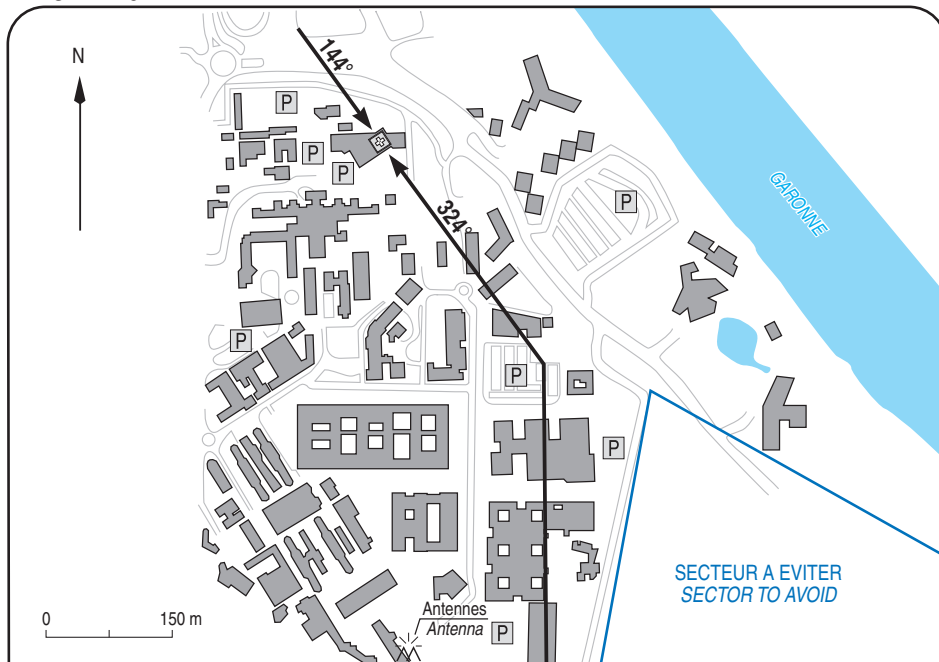 N
144°
P
P
P
324°
P
GARONNE
P
P
P
SECTEUR A EVITER
SECTOR TO AVOID
Antennes
Antenna
P
0 150 m